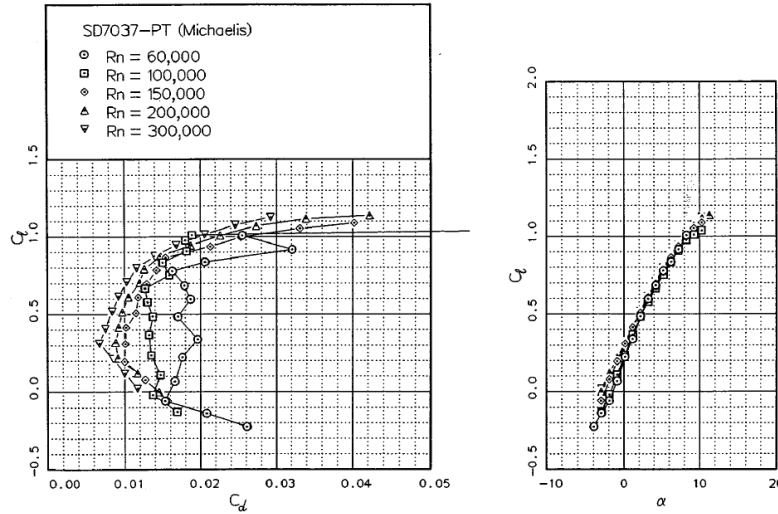 SD7037-PT (Michaelis)
Rn = 60,000
Rn = 100,000
Rn = 150,000
Rn = 200,000
Rn = 300,000
1.5
1.0
0.5
0.0
-0.5
Cℓ
0.00 0.01 0.02 0.03 0.04 0.05
Cd
2.0
1.5
1.0
0.5
0.0
-0.5
Cℓ
-10 0 10 20
α